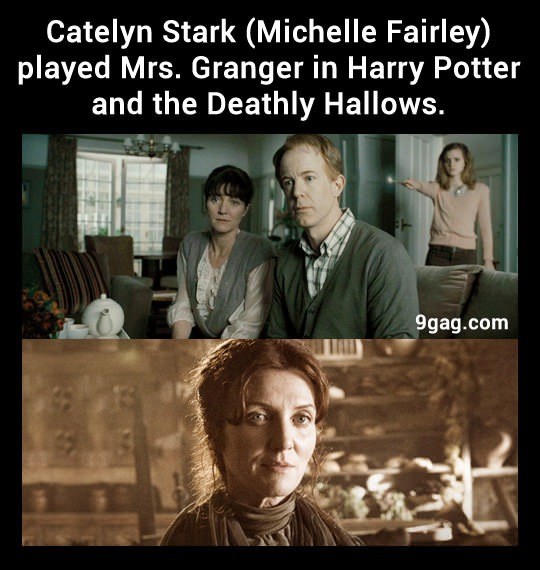 Catelyn Stark (Michelle Fairley)
played Mrs. Granger in Harry Potter
and the Deathly Hallows.
9gag.com